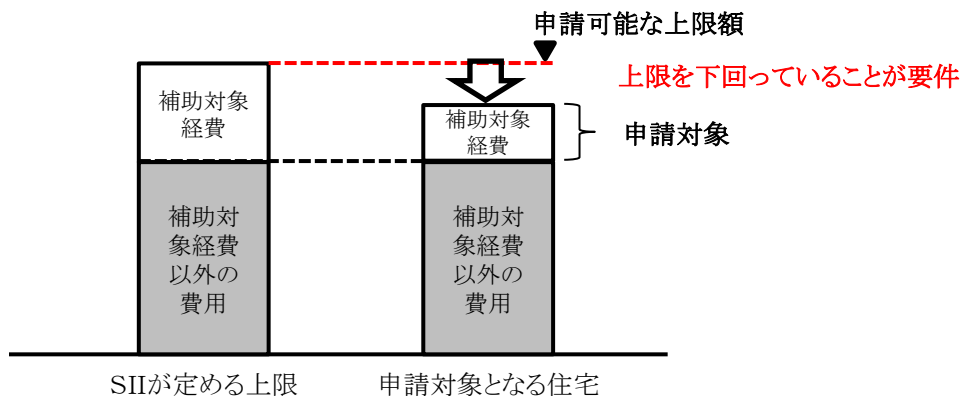 申請可能な上限額
上限を下回っていることが要件
補助対象
経費
補助対象
経費
申請対象
補助対
象経費
以外の
費用
補助対
象経費
以外の
費用
SIIが定める上限
申請対象となる住宅